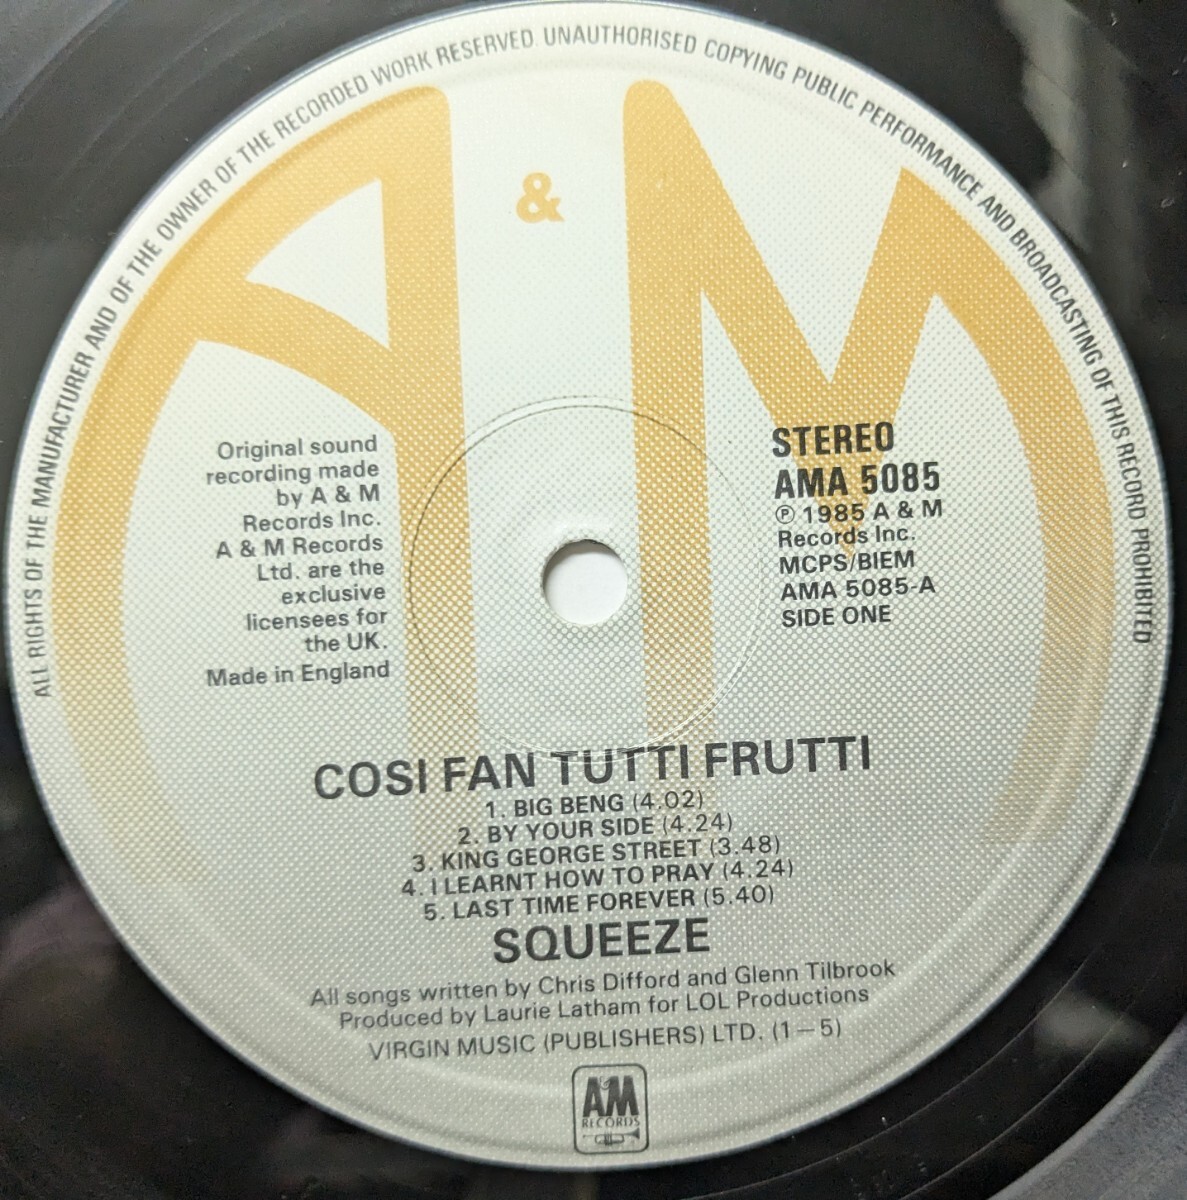 ALL RIGHTS OF THE MANUFACTURER AND OF THE OWNER OF THE RECORDED WORK RESERVED. UNAUTHORISED COPYING PUBLIC PERFORMANCE AND BROADCASTING OF THIS RECORD PROHIBITED
A & M
Original sound
recording made
by A & M
Records Inc.
A & M Records
Ltd. are the
exclusive
licensees for
the UK.
Made in England
STEREO
AMA 5085
℗ 1985 A & M
Records Inc.
MCPS/BIEM
AMA 5085-A
SIDE ONE
COSI FAN TUTTI FRUTTI
1. BIG BENG (4.02)
2. BY YOUR SIDE (4.24)
3. KING GEORGE STREET (3.48)
4. I LEARNT HOW TO PRAY (4.24)
5. LAST TIME FOREVER (5.40)
SQUEEZE
All songs written by Chris Difford and Glenn Tilbrook
Produced by Laurie Latham for LOL Productions
VIRGIN MUSIC (PUBLISHERS) LTD. (1–5)
A&M
RECORDS